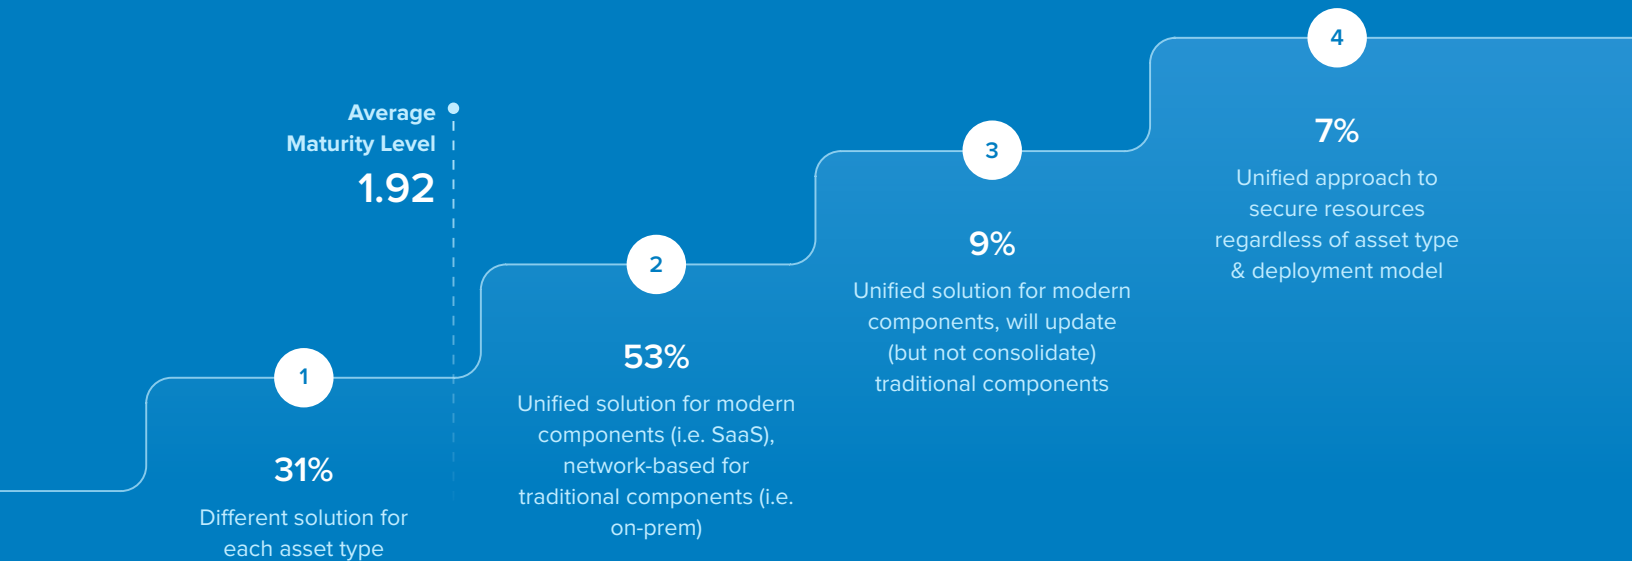 Average
Maturity Level
1.92
1
31%
Different solution for
each asset type
2
53%
Unified solution for modern
components (i.e. SaaS),
network-based for
traditional components (i.e.
on-prem)
3
9%
Unified solution for modern
components, will update
(but not consolidate)
traditional components
4
7%
Unified approach to
secure resources
regardless of asset type
& deployment model